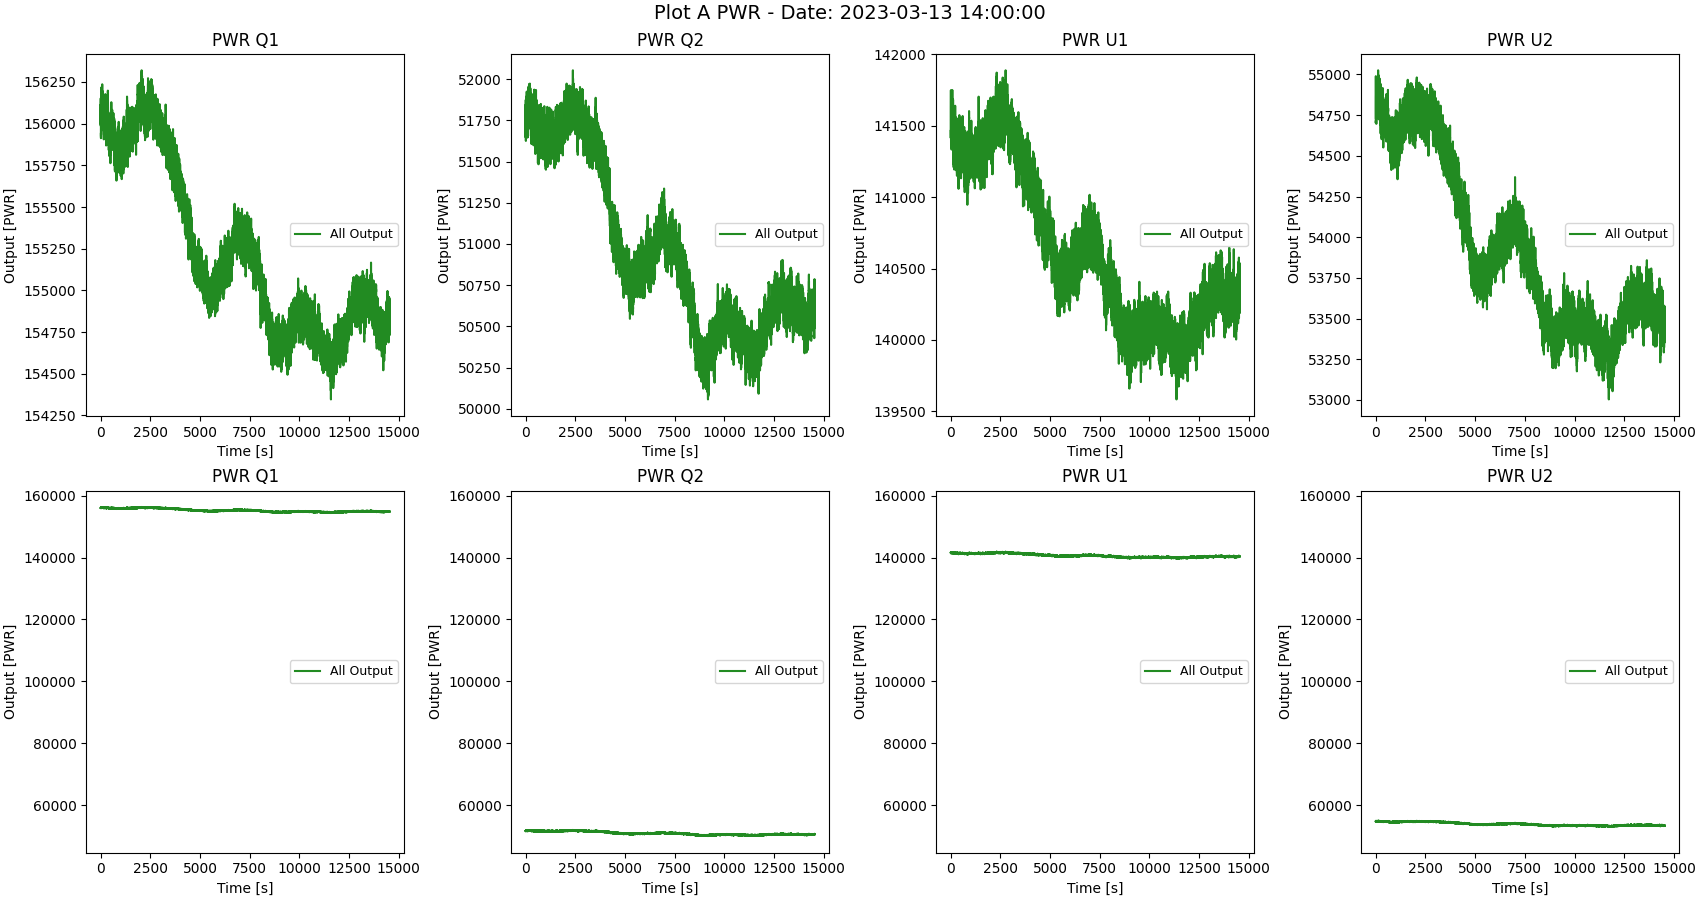 Plot A PWR - Date: 2023-03-13 14:00:00
PWR Q1
PWR Q2
PWR U1
PWR U2
Output [PWR]
156250
156000
155750
155500
155250
155000
154750
154500
154250
All Output
0 2500 5000 7500 10000 12500 15000
Time [s]
Output [PWR]
52000
51750
51500
51250
51000
50750
50500
50250
50000
All Output
0 2500 5000 7500 10000 12500 15000
Time [s]
Output [PWR]
142000
141500
141000
140500
140000
139500
All Output
0 2500 5000 7500 10000 12500 15000
Time [s]
Output [PWR]
55000
54750
54500
54250
54000
53750
53500
53250
53000
All Output
0 2500 5000 7500 10000 12500 15000
Time [s]
PWR Q1
PWR Q2
PWR U1
PWR U2
Output [PWR]
160000
140000
120000
100000
80000
60000
All Output
0 2500 5000 7500 10000 12500 15000
Time [s]
Output [PWR]
160000
140000
120000
100000
80000
60000
All Output
0 2500 5000 7500 10000 12500 15000
Time [s]
Output [PWR]
160000
140000
120000
100000
80000
60000
All Output
0 2500 5000 7500 10000 12500 15000
Time [s]
Output [PWR]
160000
140000
120000
100000
80000
60000
All Output
0 2500 5000 7500 10000 12500 15000
Time [s]